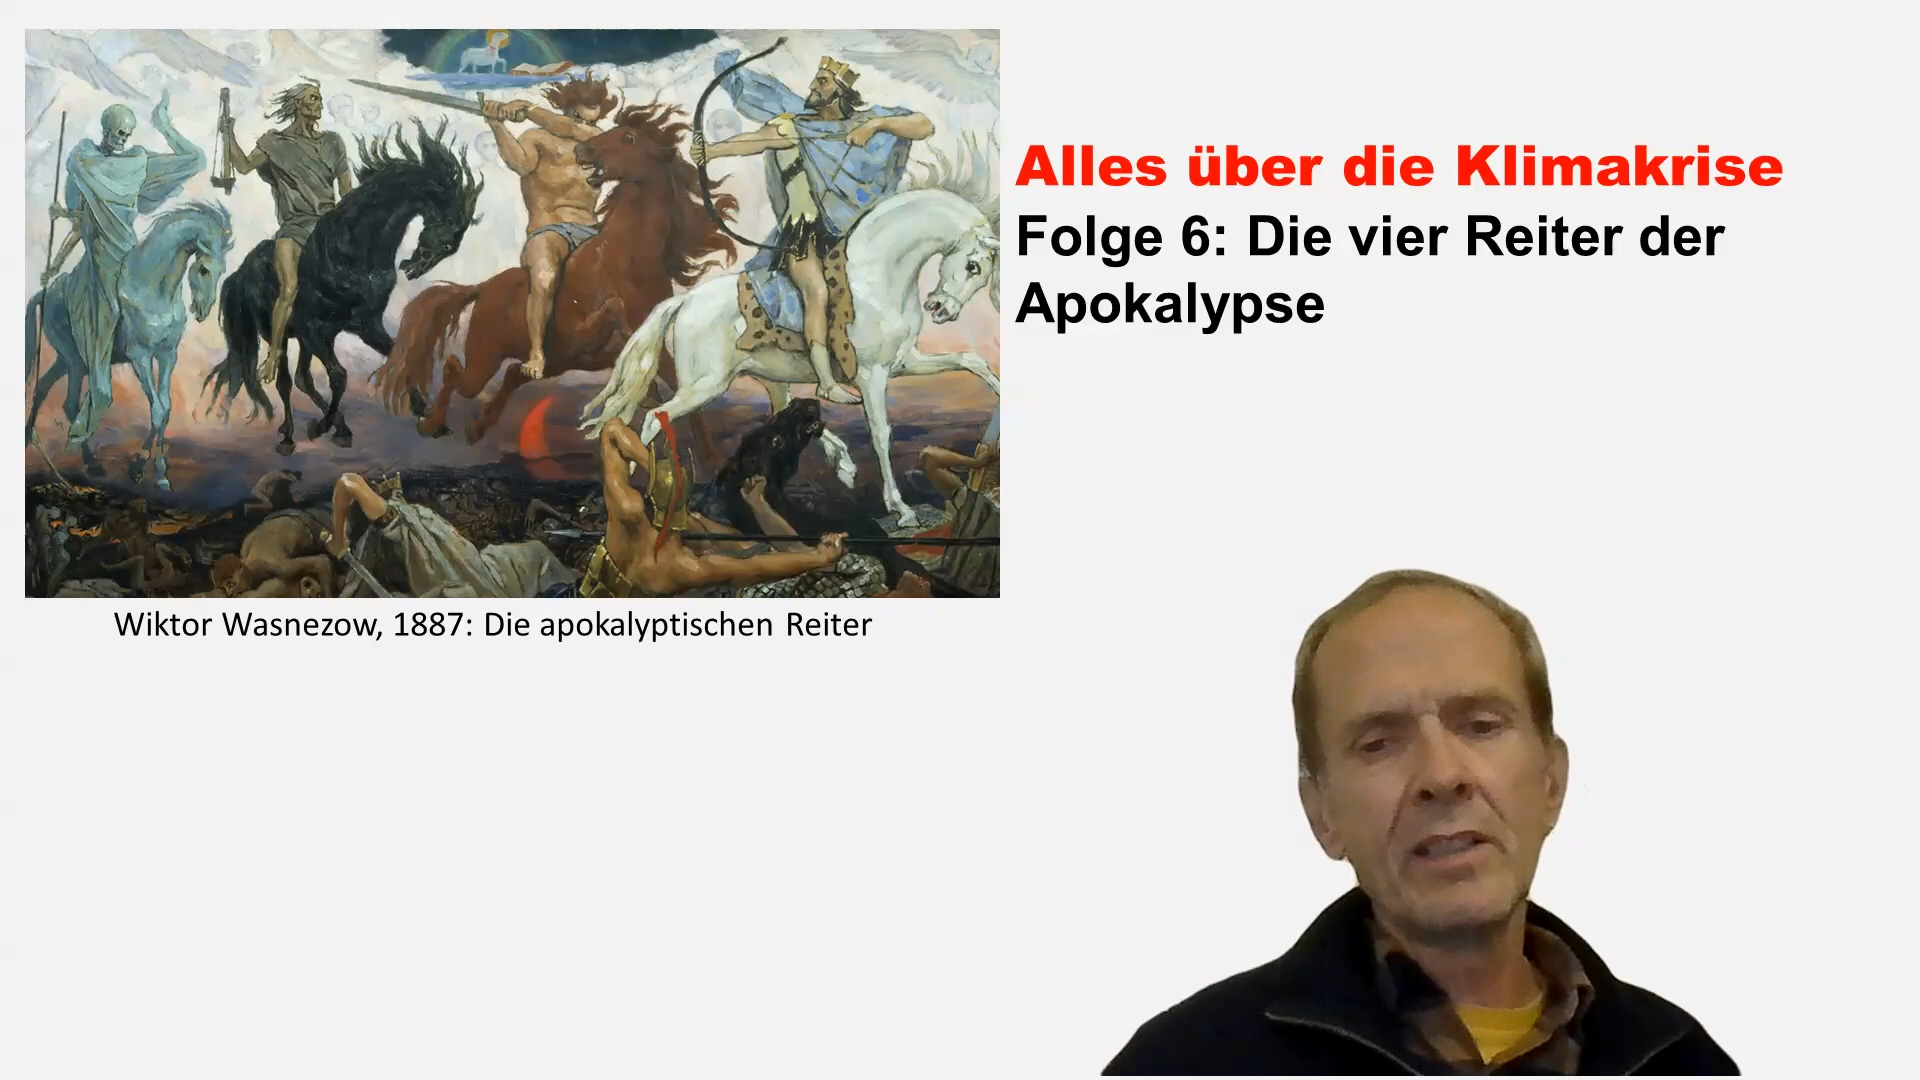 Alles über die Klimakrise
Folge 6: Die vier Reiter der
Apokalypse
Wiktor Wasnezow, 1887: Die apokalyptischen Reiter